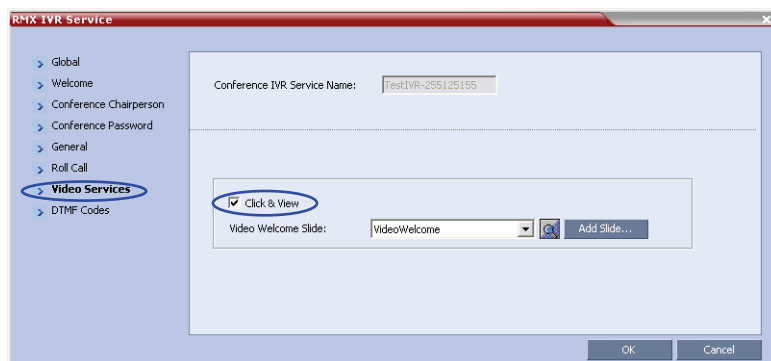 RMX IVR Service
Global
Welcome
Conference Chairperson
Conference Password
General
Roll Call
Video Services
DTMF Codes
Conference IVR Service Name: TestIVR-255125155
Click & View
Video Welcome Slide: VideoWelcome Add Slide...
OK Cancel